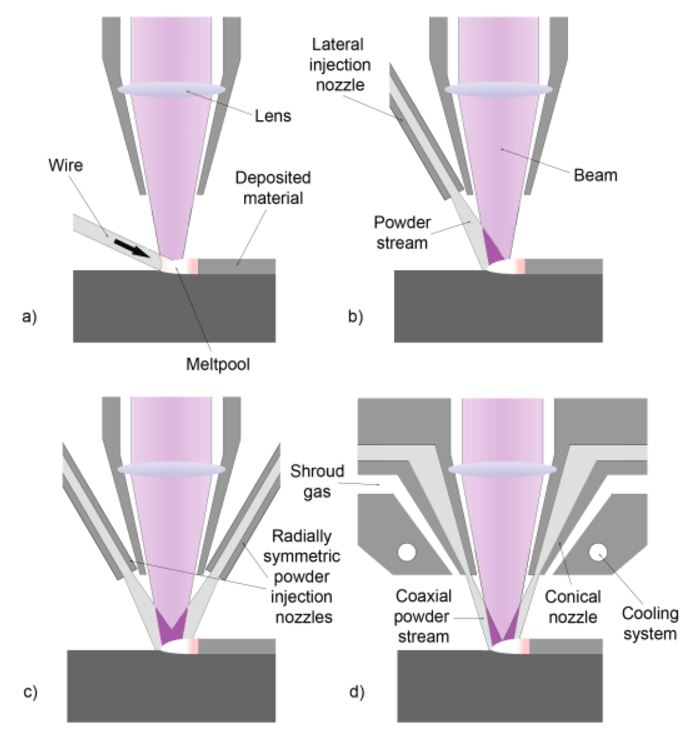 Lens
Wire
Deposited
material
a)
Meltpool
Lateral
injection
nozzle
Beam
Powder
stream
b)
Radially
symmetric
powder
injection
nozzles
c)
Shroud
gas
Coaxial
powder
stream
Conical
nozzle
Cooling
system
d)